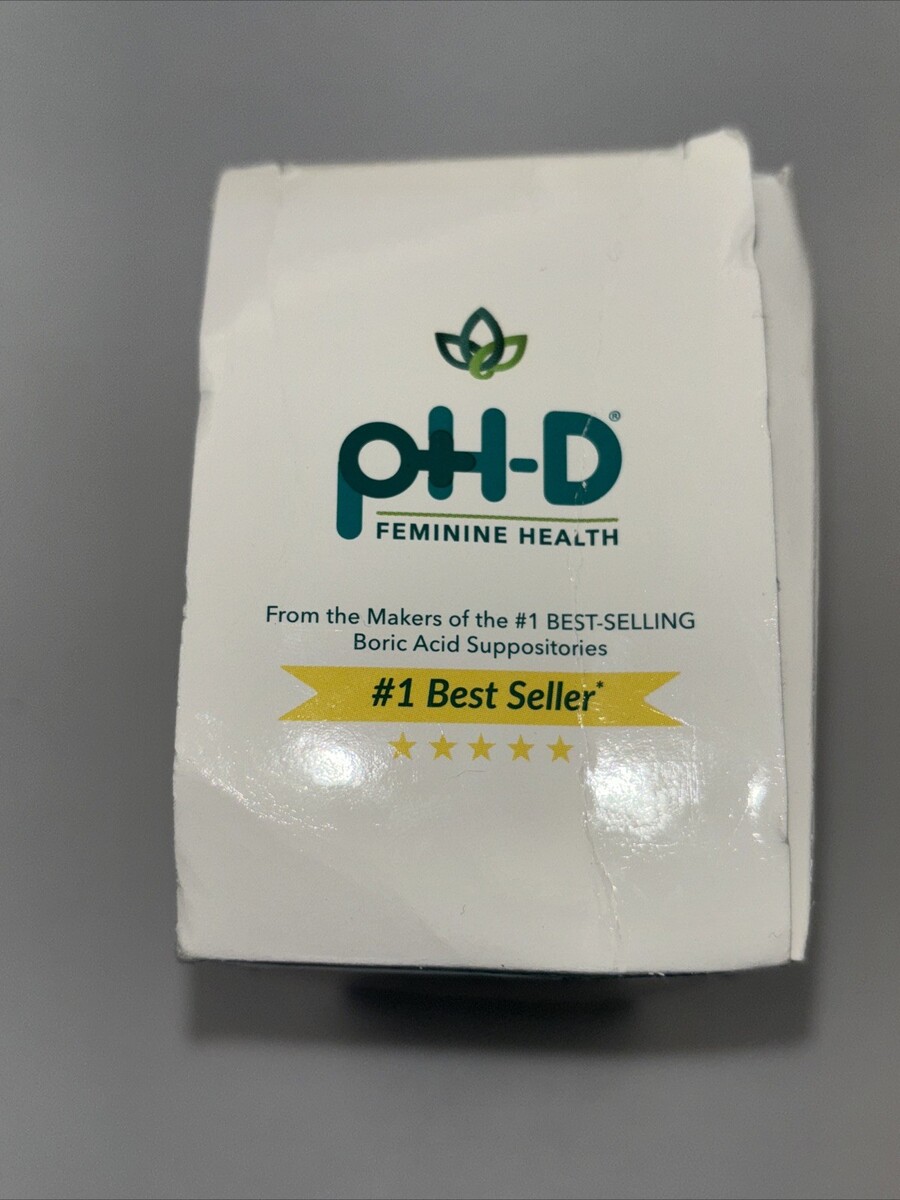 pH-D®
FEMININE HEALTH
From the Makers of the #1 BEST-SELLING
Boric Acid Suppositories
#1 Best Seller*